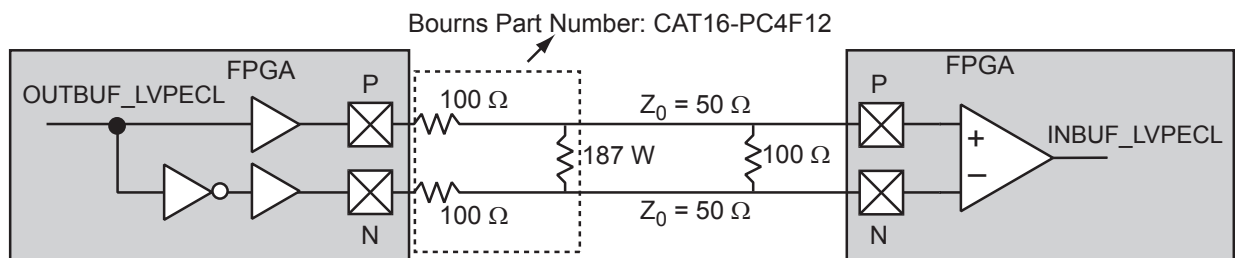 Bourns Part Number: CAT16-PC4F12
FPGA
P
OUTBUF_LVPECL
100 Ω
Z0 = 50 Ω
187 W
100 Ω
100 Ω
N
Z0 = 50 Ω
FPGA
P
+
−
INBUF_LVPECL
N